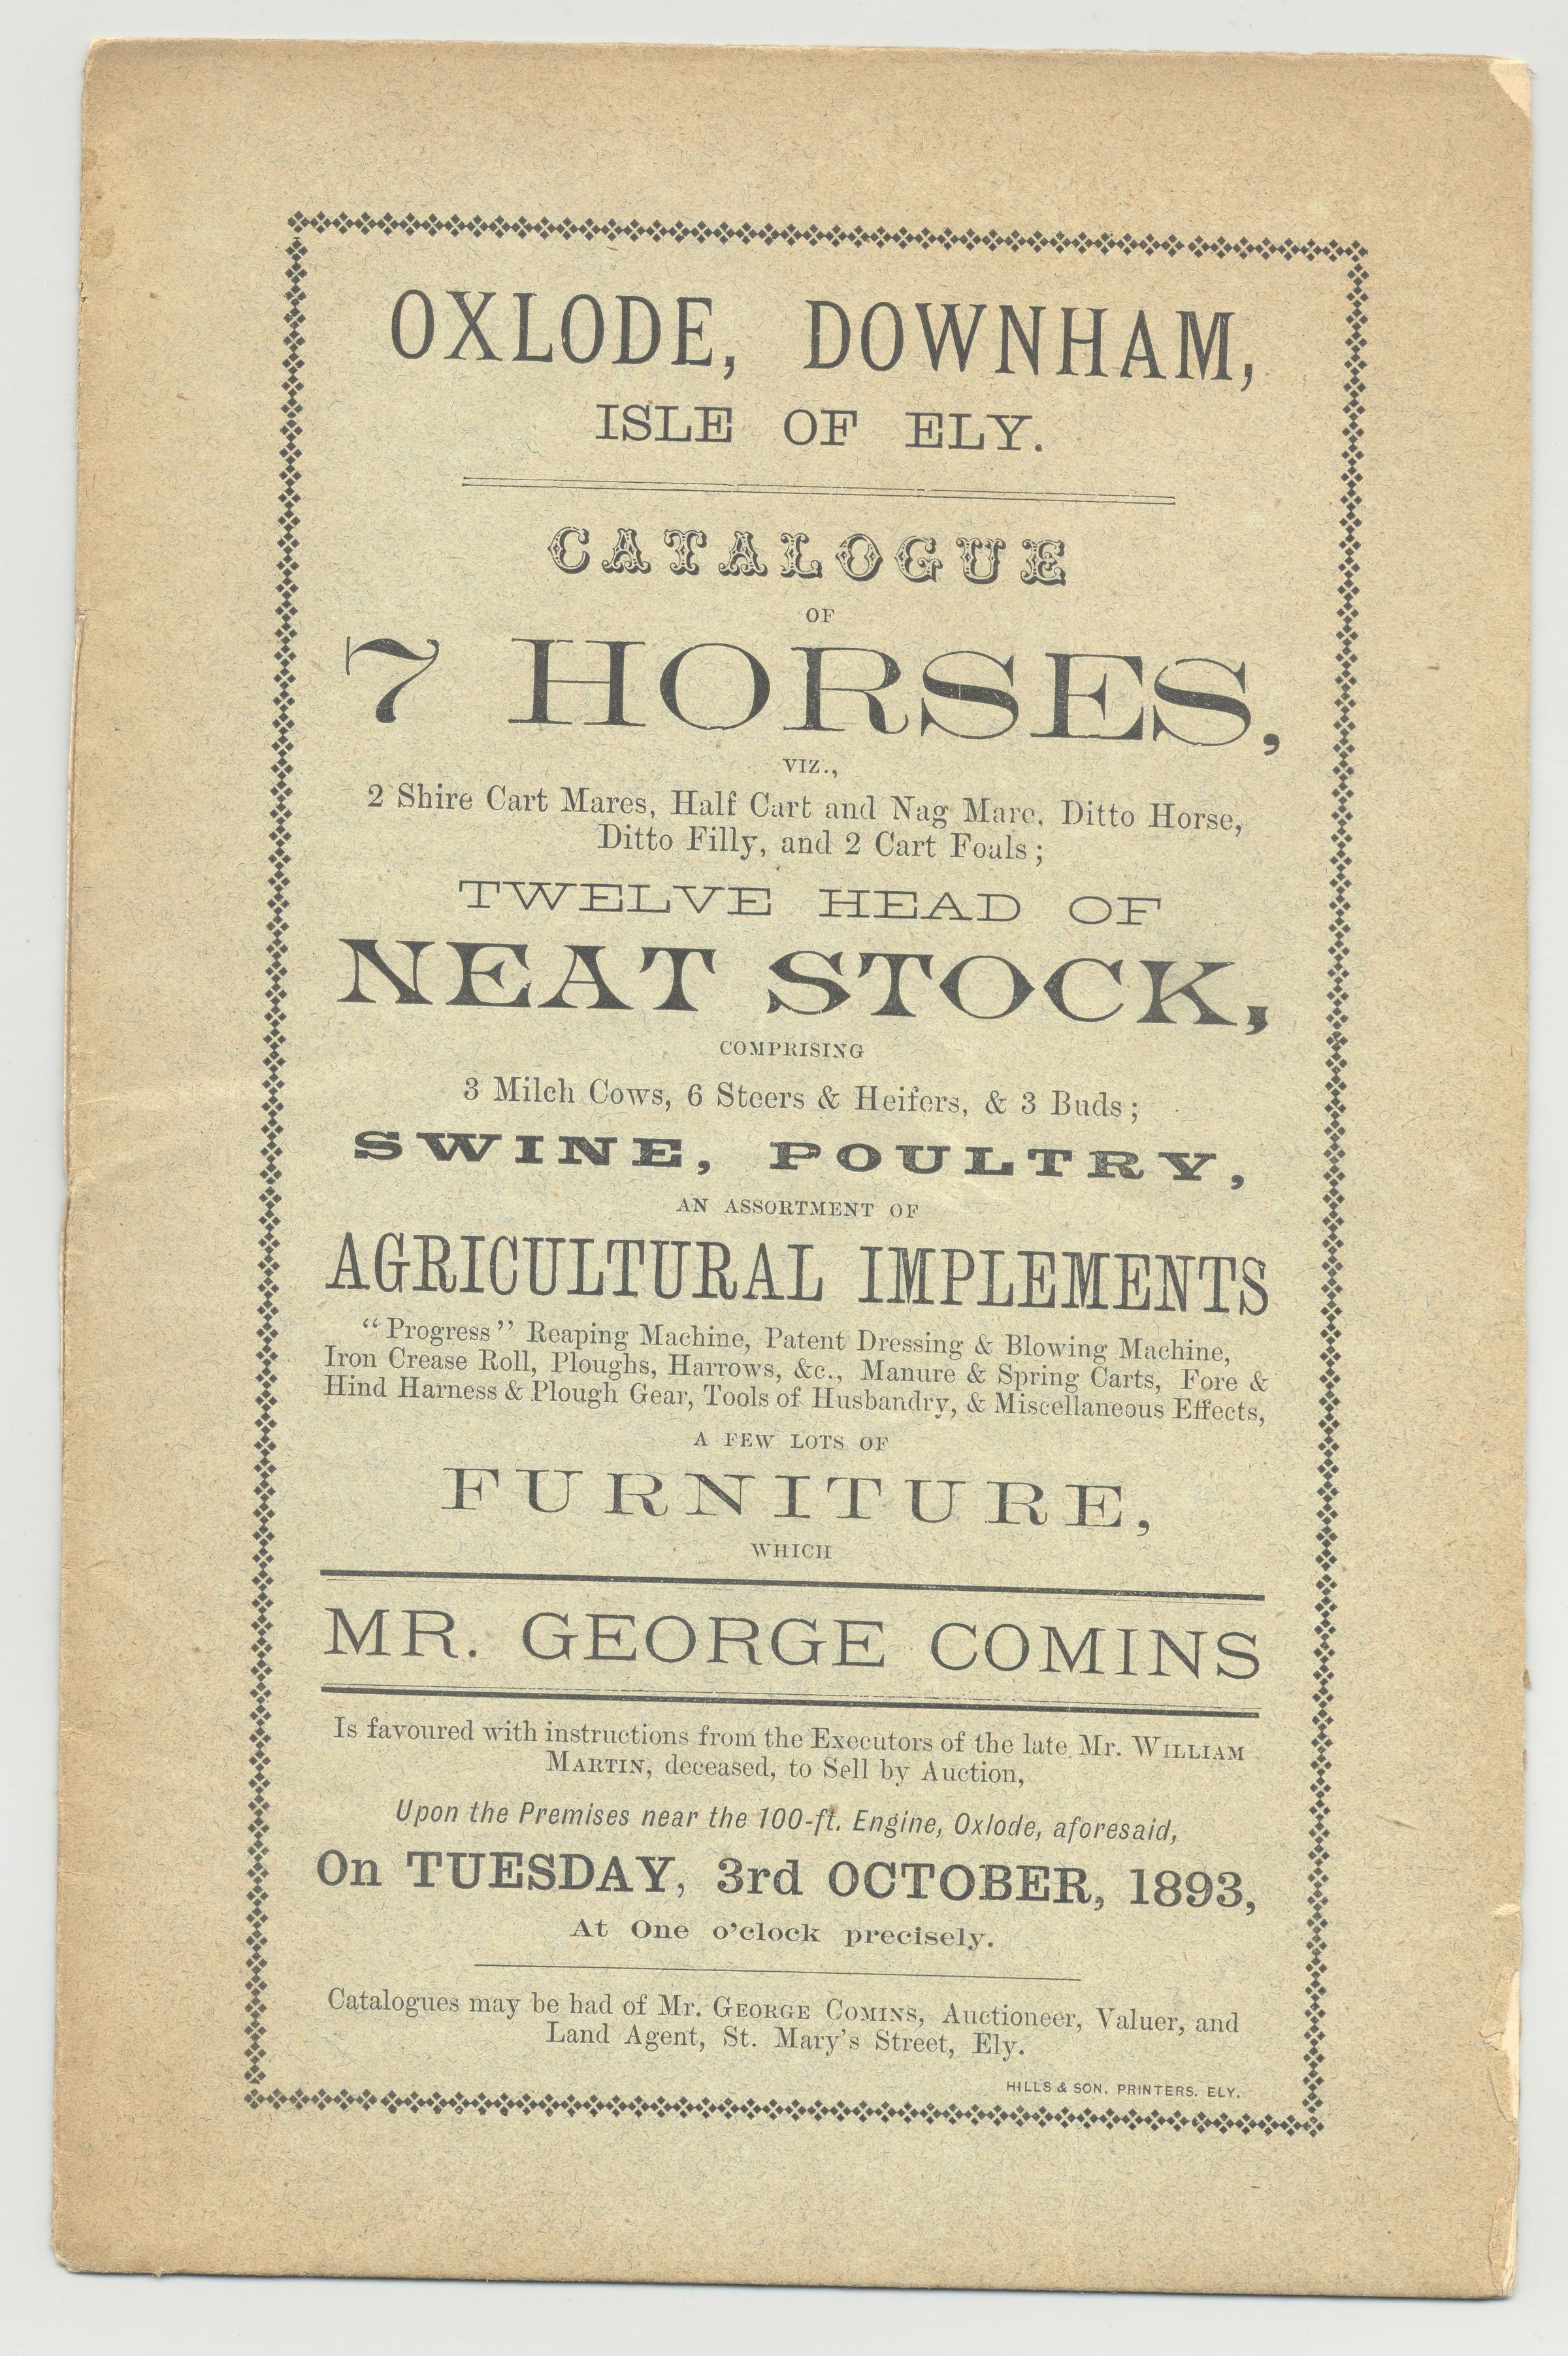 OXLODE, DOWNHAM,
ISLE OF ELY.
CATALOGUE
OF
7 HORSES,
VIZ.,
2 Shire Cart Mares, Half Cart and Nag Mare, Ditto Horse,
Ditto Filly, and 2 Cart Foals;
TWELVE HEAD OF
NEAT STOCK,
COMPRISING
3 Milch Cows, 6 Steers & Heifers, & 3 Buds;
SWINE, POULTRY,
AN ASSORTMENT OF
AGRICULTURAL IMPLEMENTS
"Progress" Reaping Machine, Patent Dressing & Blowing Machine,
Iron Crease Roll, Ploughs, Harrows, &c., Manure & Spring Carts, Fore &
Hind Harness & Plough Gear, Tools of Husbandry, & Miscellaneous Effects,
A FEW LOTS OF
FURNITURE,
WHICH
MR. GEORGE COMINS
Is favoured with instructions from the Executors of the late Mr. WILLIAM
MARTIN, deceased, to Sell by Auction,
Upon the Premises near the 100-ft. Engine, Oxlode, aforesaid,
On TUESDAY, 3rd OCTOBER, 1893,
At One o'clock precisely.
Catalogues may be had of Mr. GEORGE COMINS, Auctioneer, Valuer, and
Land Agent, St. Mary's Street, Ely.
HILLS & SON, PRINTERS, ELY.